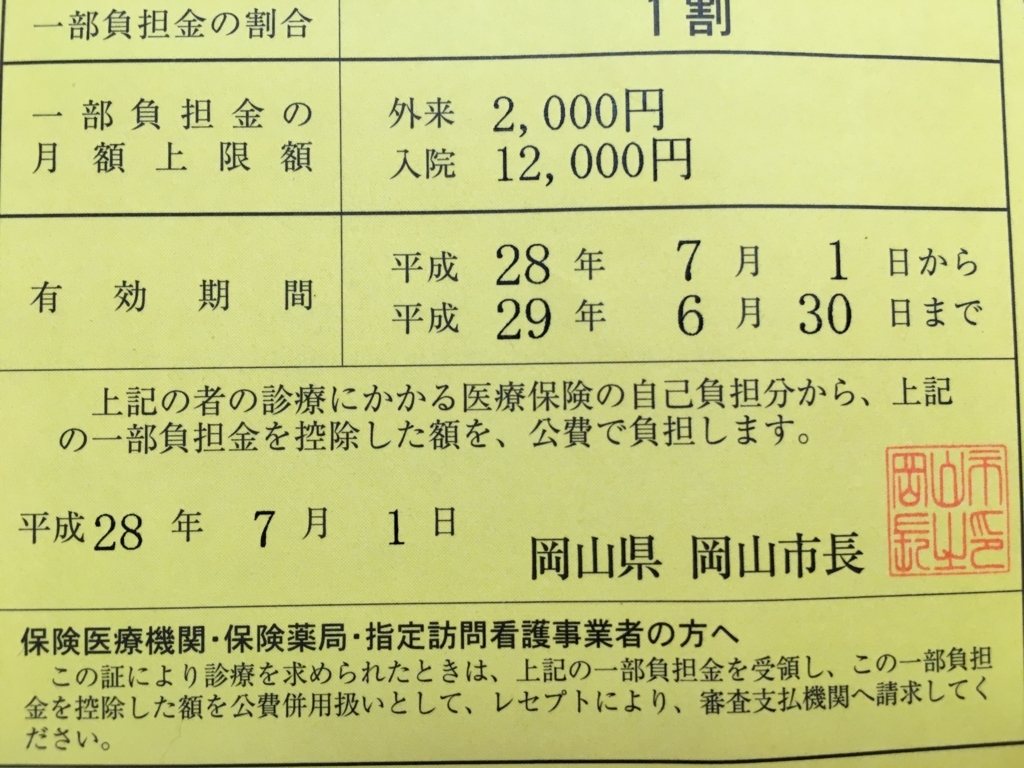 一部負担金の割合 1割
一部負担金の
月額上限額
外来 2,000円
入院 12,000円
有効期間
平成 28 年 7 月 1 日から
平成 29 年 6 月 30 日まで
上記の者の診療にかかる医療保険の自己負担分から、上記
の一部負担金を控除した額を、公費で負担します。
平成 28 年 7 月 1 日
岡山県 岡山市長
市長之印
保険医療機関・保険薬局・指定訪問看護事業者の方へ
この証により診療を求められたときは、上記の一部負担金を受領し、この一部負担
金を控除した額を公費併用扱いとして、レセプトにより、審査支払機関へ請求してく
ださい。